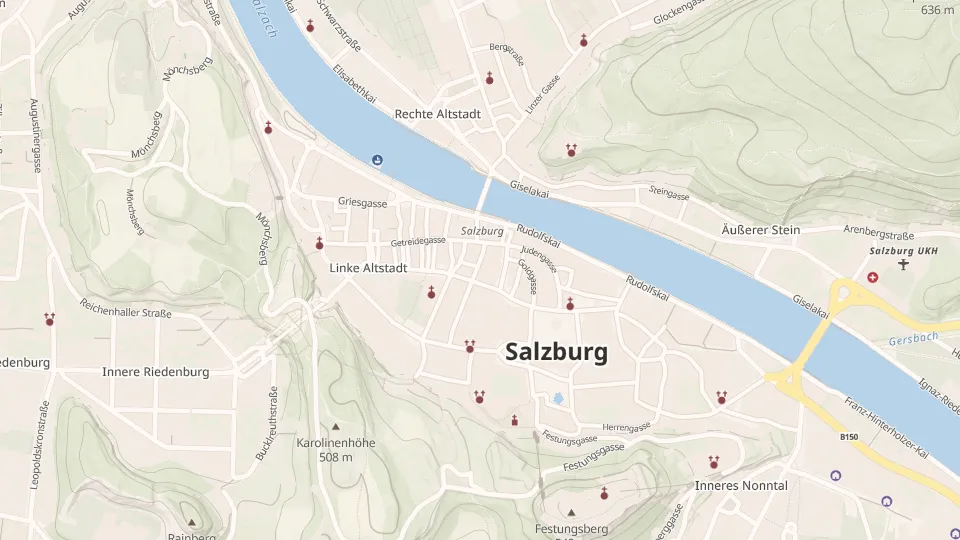 636 m
Glockengasse
Schwarzstraße
Bergstraße
Linzer Gasse
Elisabethkai
Mönchsberg
Rechte Altstadt
Augustinergasse
Mönchsberg
Mönchsberg
Mönchsberg
Griesgasse
Giselakai
Steingasse
Salzburg
Rudolfskai
Äußerer Stein
Arenbergstraße
Salzburg UKH
Getreidegasse
Judengasse
Goldgasse
Linke Altstadt
Rudolfskai
Giselakai
Reichenhaller Straße
Gersbach
Salzburg
Innere Riedenburg
Leopoldskronstraße
Bucklreuthstraße
Franz-Hinterholzer-Kai
B150
Herrengasse
Festungsgasse
Festungsgasse
Karolinenhöhe
508 m
Inneres Nonntal
Festungsberg
Rainberg